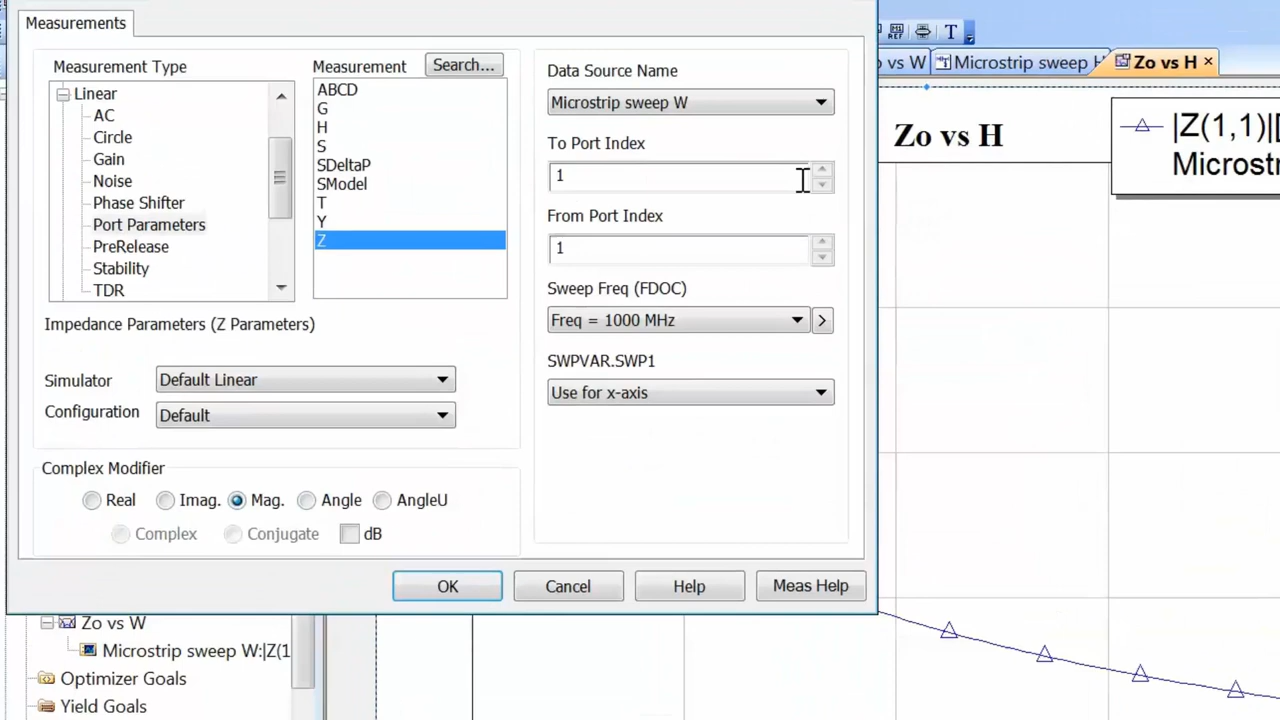 Measurements
Measurement Type
Linear
AC
Circle
Gain
Noise
Phase Shifter
Port Parameters
PreRelease
Stability
TDR
Measurement
Search...
ABCD
G
H
S
SDeltaP
SModel
T
Y
Z
Impedance Parameters (Z Parameters)
Simulator
Default Linear
Configuration
Default
Complex Modifier
Real
Imag.
Mag.
Angle
AngleU
Complex
Conjugate
dB
Data Source Name
Microstrip sweep W
To Port Index
1
From Port Index
1
Sweep Freq (FDOC)
Freq = 1000 MHz
>
SWPVAR.SWP1
Use for x-axis
OK
Cancel
Help
Meas Help
T
o vs W
Microstrip sweep H
Zo vs H
Zo vs H
|Z(1,1)|[
Microstri
Zo vs W
Microstrip sweep W:|Z(1
Optimizer Goals
Yield Goals